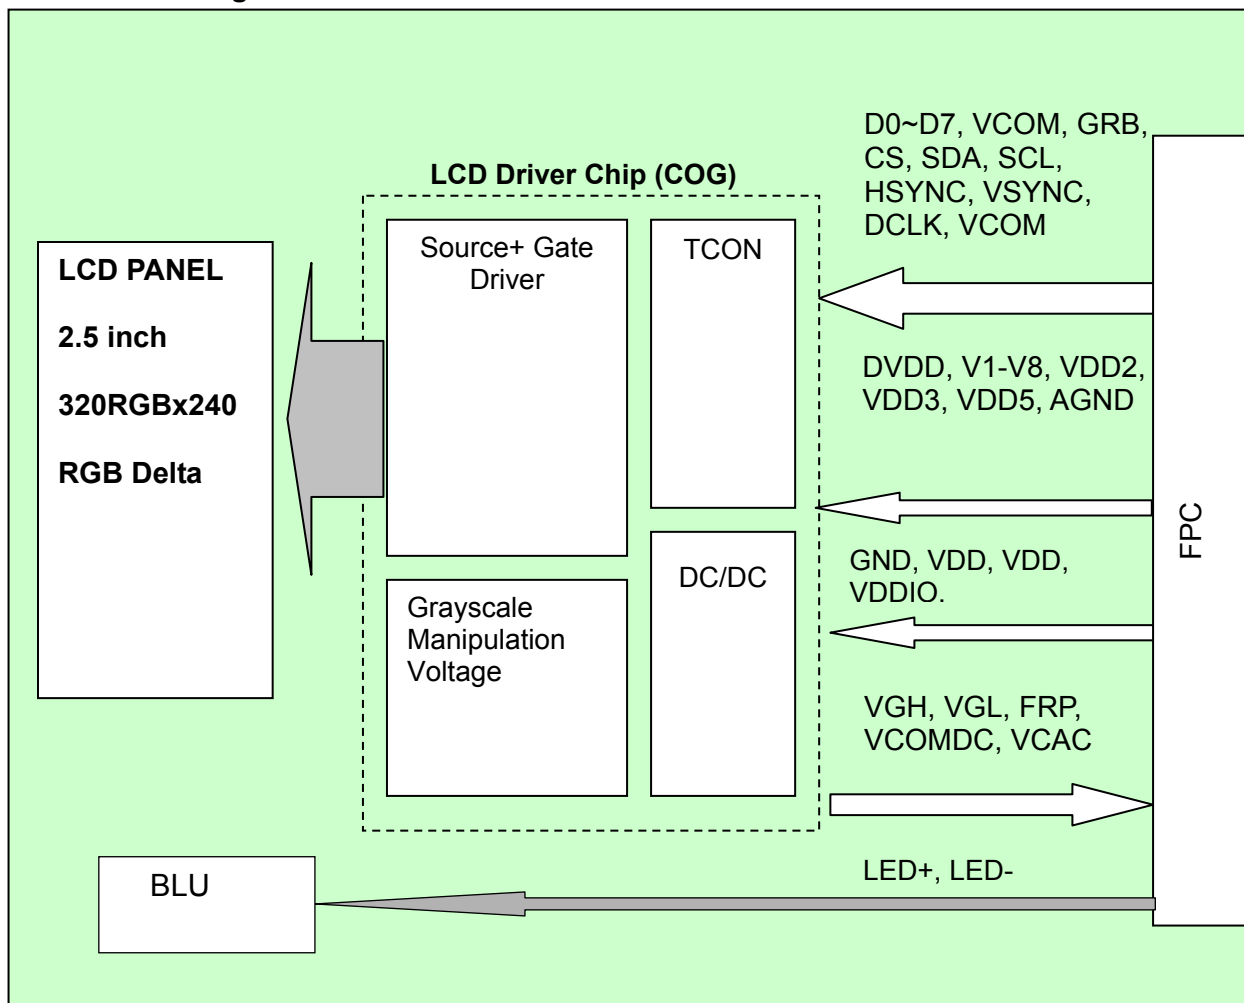 D0~D7, VCOM, GRB,
CS, SDA, SCL,
HSYNC, VSYNC,
DCLK, VCOM
LCD Driver Chip (COG)
Source+ Gate
Driver
TCON
LCD PANEL
2.5 inch
320RGBx240
RGB Delta
DVDD, V1-V8, VDD2,
VDD3, VDD5, AGND
FPC
GND, VDD, VDD,
VDDIO.
DC/DC
Grayscale
Manipulation
Voltage
VGH, VGL, FRP,
VCOMDC, VCAC
LED+, LED-
BLU